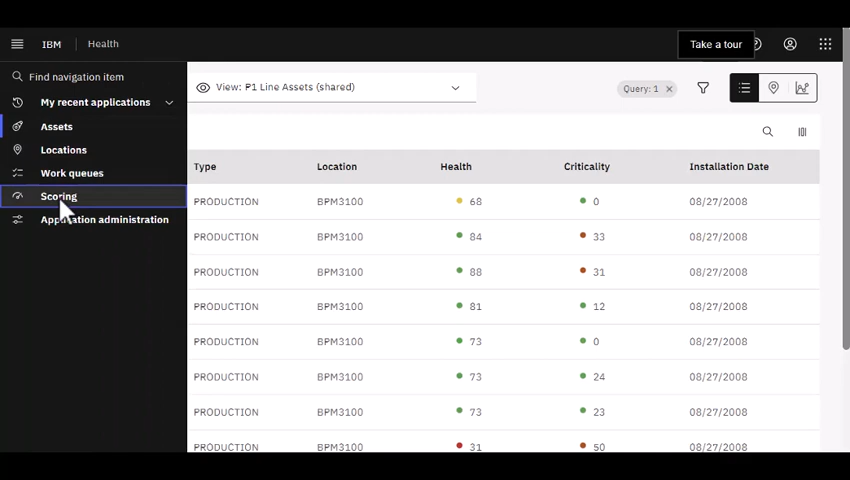 IBM Health Take a tour
Find navigation item
My recent applications
Assets
Locations
Work queues
Scoring
Application administration
View: P1 Line Assets (shared)
Query: 1
Type Location Health Criticality Installation Date
PRODUCTION BPM3100 68 0 08/27/2008
PRODUCTION BPM3100 84 33 08/27/2008
PRODUCTION BPM3100 88 31 08/27/2008
PRODUCTION BPM3100 81 12 08/27/2008
PRODUCTION BPM3100 73 0 08/27/2008
PRODUCTION BPM3100 73 24 08/27/2008
PRODUCTION BPM3100 73 23 08/27/2008
PRODUCTION BPM3100 31 50 08/27/2008